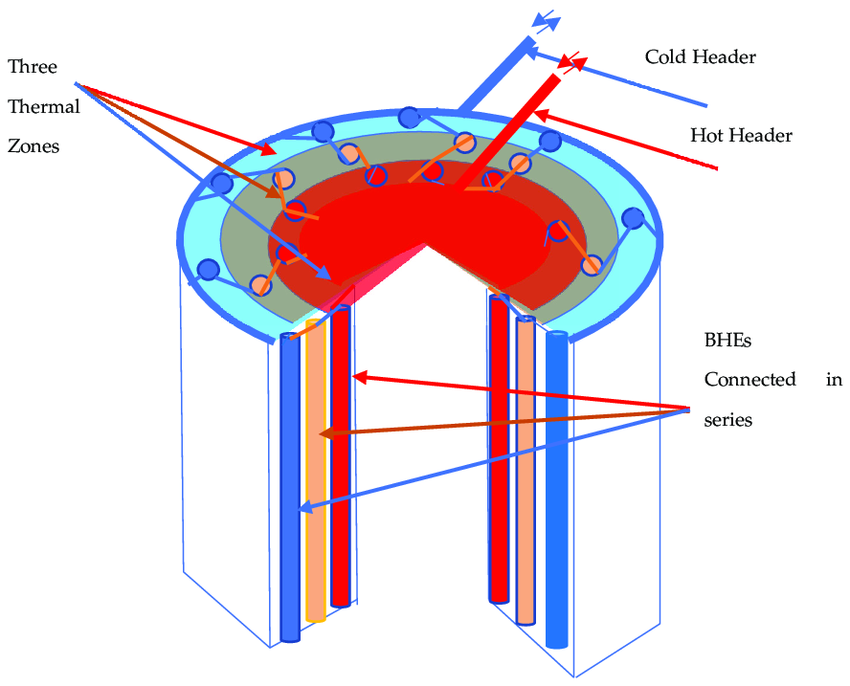 Three
Thermal
Zones
Cold Header
Hot Header
BHEs
Connected in
series